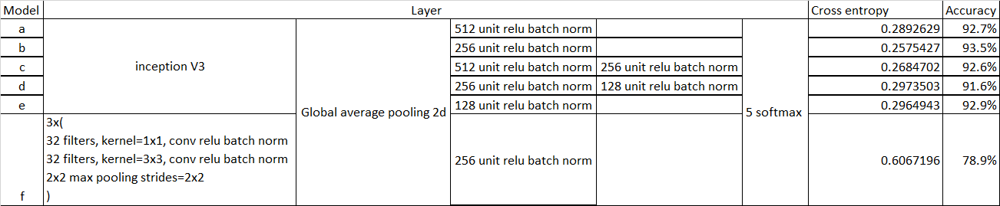 Model Layer Cross entropy Accuracy
a 512 unit relu batch norm 0.2892629 92.7%
b 256 unit relu batch norm 0.2575427 93.5%
c inception V3 512 unit relu batch norm 256 unit relu batch norm 0.2684702 92.6%
d 256 unit relu batch norm 128 unit relu batch norm 0.2973503 91.6%
e 128 unit relu batch norm 0.2964943 92.9%
Global average pooling 2d 5 softmax
3x(
32 filters, kernel=1x1, conv relu batch norm
32 filters, kernel=3x3, conv relu batch norm
256 unit relu batch norm 0.6067196 78.9%
2x2 max pooling strides=2x2
f )